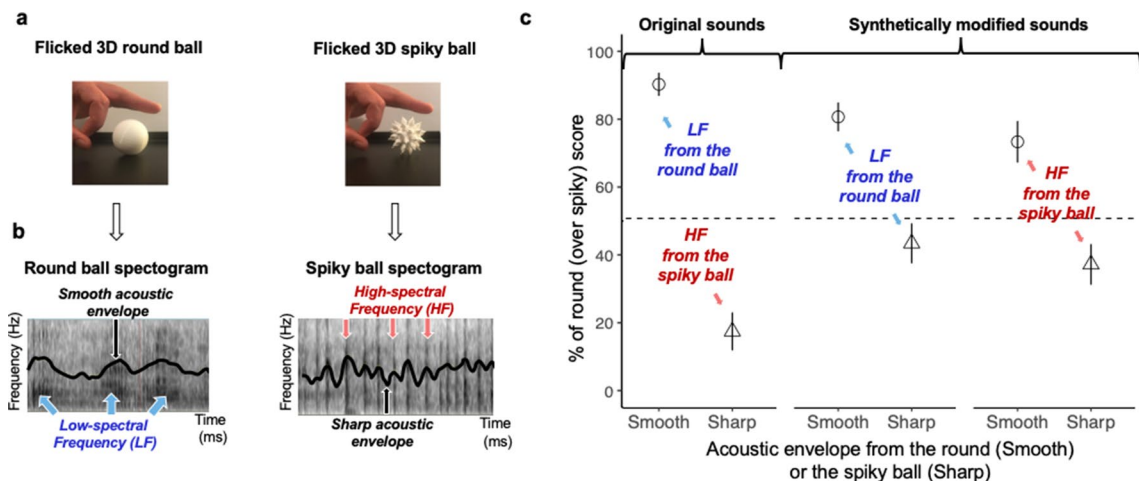 a
Flicked 3D round ball
Flicked 3D spiky ball
b
Round ball spectogram
Smooth acoustic
envelope
Frequency (Hz)
Low-spectral
Frequency (LF)
Time
(ms)
Spiky ball spectogram
High-spectral
Frequency (HF)
Frequency (Hz)
Sharp acoustic
envelope
Time
(ms)
c
Original sounds
Synthetically modified sounds
% of round (over spiky) score
100
80
60
40
20
0
LF
from the
round ball
HF
from the
spiky ball
LF
from the
round ball
HF
from the
spiky ball
Smooth Sharp
Smooth Sharp
Smooth Sharp
Acoustic envelope from the round (Smooth)
or the spiky ball (Sharp)